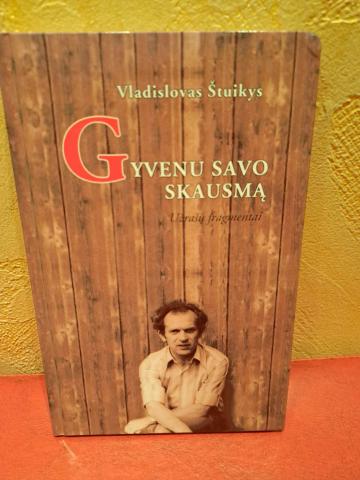 Vladislovas Štuikys
GYVENU SAVO
SKAUSMĄ
Užrašų fragmentai